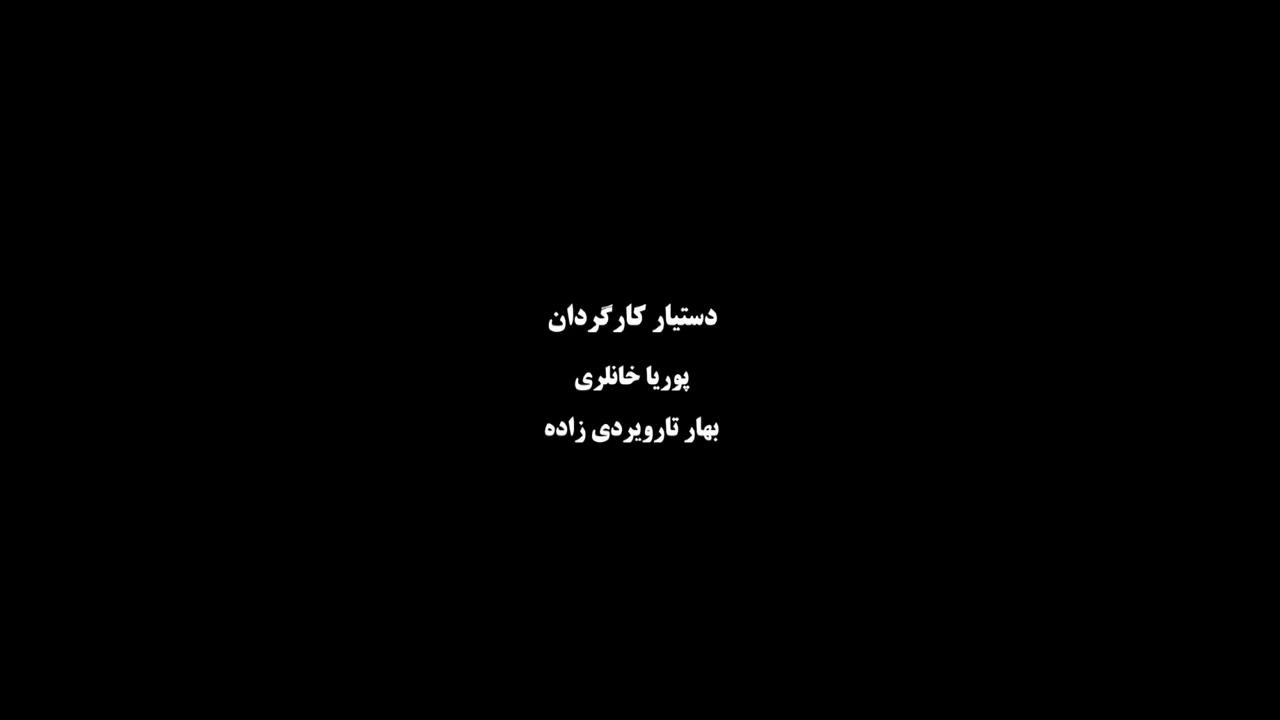 دستیار کارگردان
پوریا خانلری
بهار تارویردی زاده